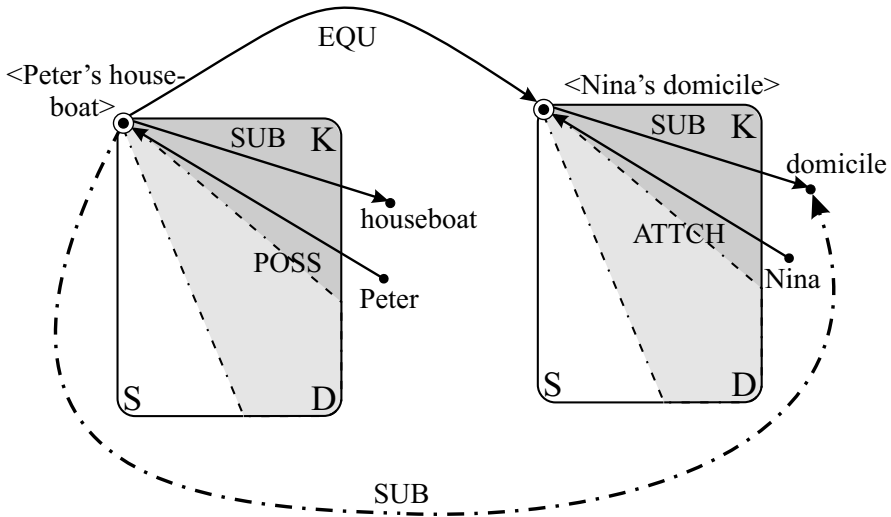 EQU
<Peter’s house-
boat>
<Nina’s domicile>
SUB
K
SUB
K
domicile
houseboat
ATTCH
POSS
Nina
Peter
S
D
S
D
SUB